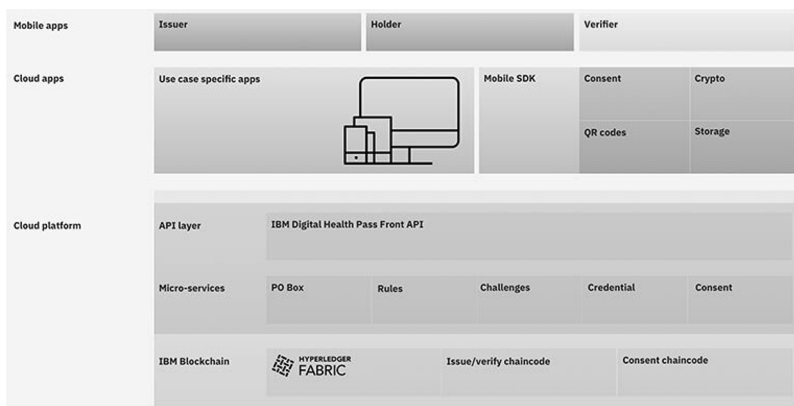 Mobile apps
Issuer
Holder
Verifier
Cloud apps
Use case specific apps
Mobile SDK
Consent
Crypto
QR codes
Storage
Cloud platform
API layer
IBM Digital Health Pass Front API
Micro-services
PO Box
Rules
Challenges
Credential
Consent
IBM Blockchain
HYPERLEDGER
FABRIC
Issue/verify chaincode
Consent chaincode